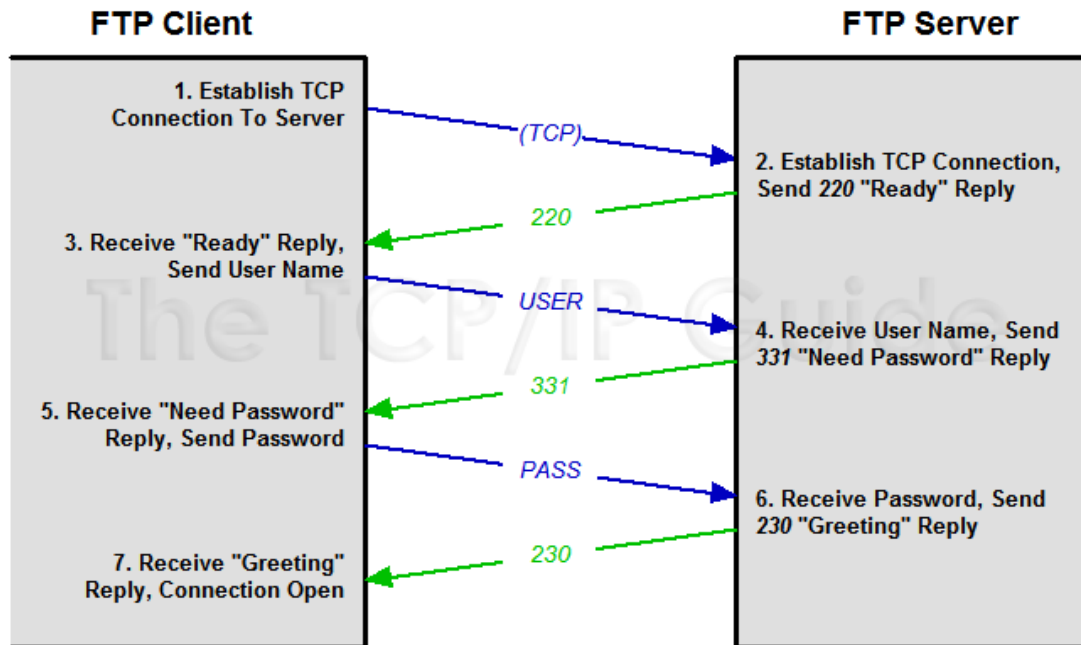 FTP Client
FTP Server
1. Establish TCP
Connection To Server
(TCP)
2. Establish TCP Connection,
Send 220 "Ready" Reply
220
3. Receive "Ready" Reply,
Send User Name
The TCP/IP Guide
USER
4. Receive User Name, Send
331 "Need Password" Reply
331
5. Receive "Need Password"
Reply, Send Password
PASS
6. Receive Password, Send
230 "Greeting" Reply
230
7. Receive "Greeting"
Reply, Connection Open